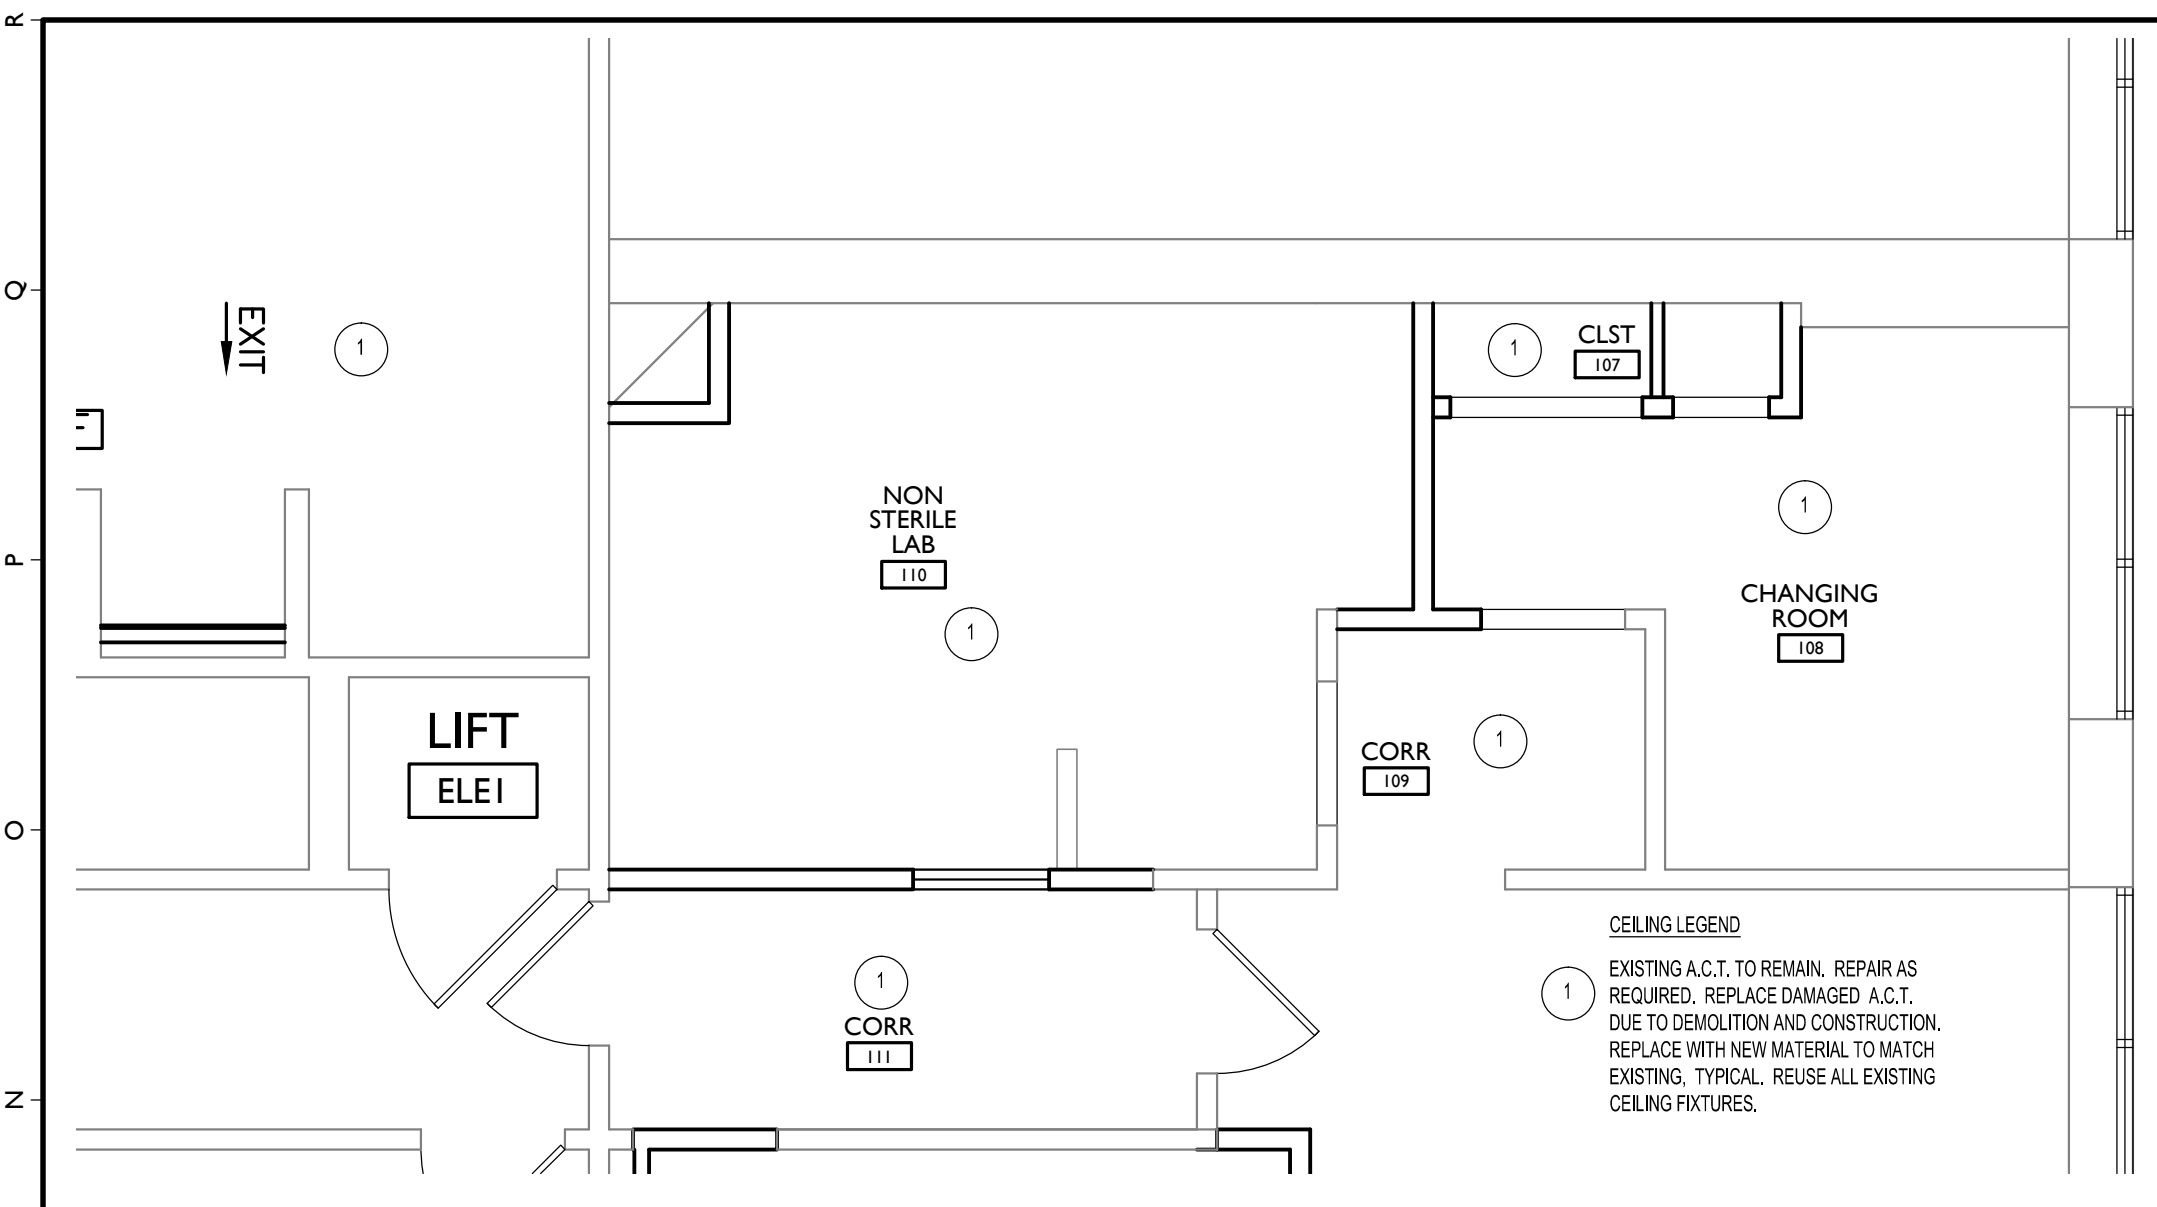 R
Q
P
O
N
EXIT
1
CLST
107
1
NON
STERILE
LAB
110
1
1
CHANGING
ROOM
108
LIFT
ELE1
CORR
109
1
1
CORR
111
CEILING LEGEND
1
EXISTING A.C.T. TO REMAIN. REPAIR AS
REQUIRED. REPLACE DAMAGED A.C.T.
DUE TO DEMOLITION AND CONSTRUCTION.
REPLACE WITH NEW MATERIAL TO MATCH
EXISTING, TYPICAL. REUSE ALL EXISTING
CEILING FIXTURES.